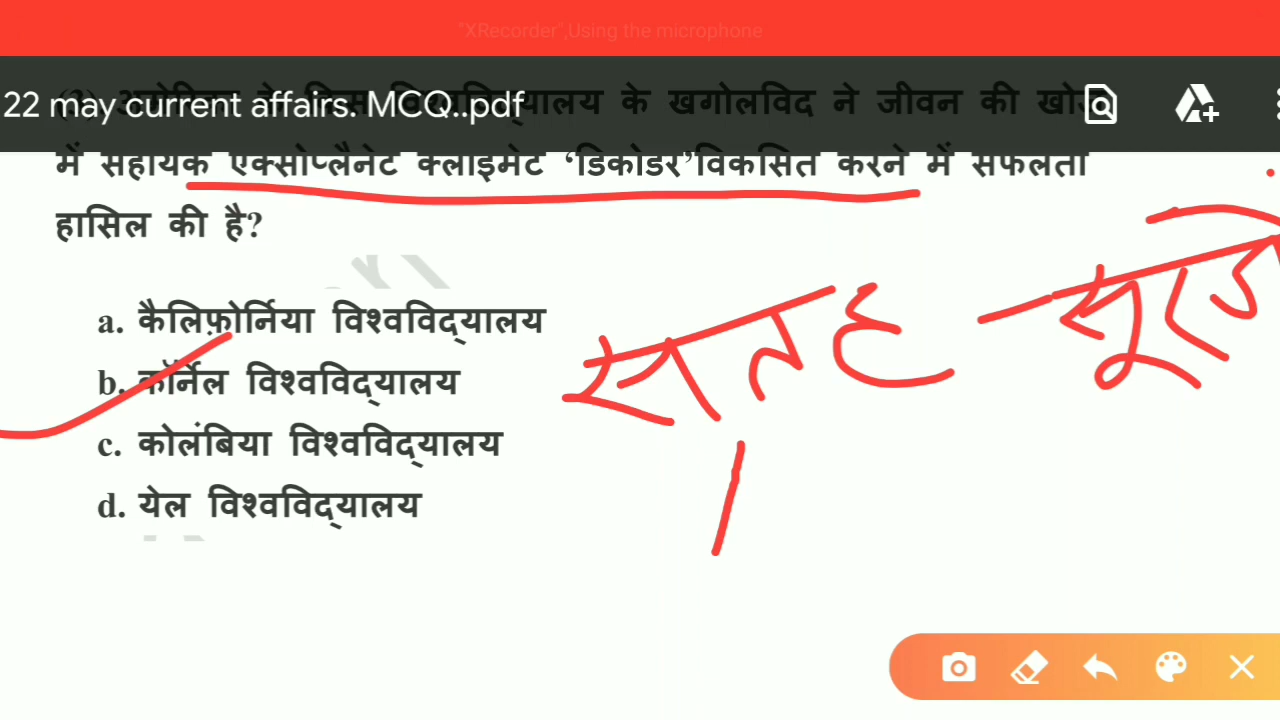 "XRecorder",Using the microphone
22 may current affairs. MCQ..pdf
विश्वविद्यालय के खगोलविद ने जीवन की
में सहायक एक्सोप्लैनेट क्लाइमेट ‘डिकोडर’विकसित करने में सफलता
हासिल की है?
a. कैलिफ़ोर्निया विश्वविद्यालय
b. कॉर्निल विश्वविद्यालय
c. कोलंबिया विश्वविद्यालय
d. येल विश्वविद्यालय
सतह - सूरज